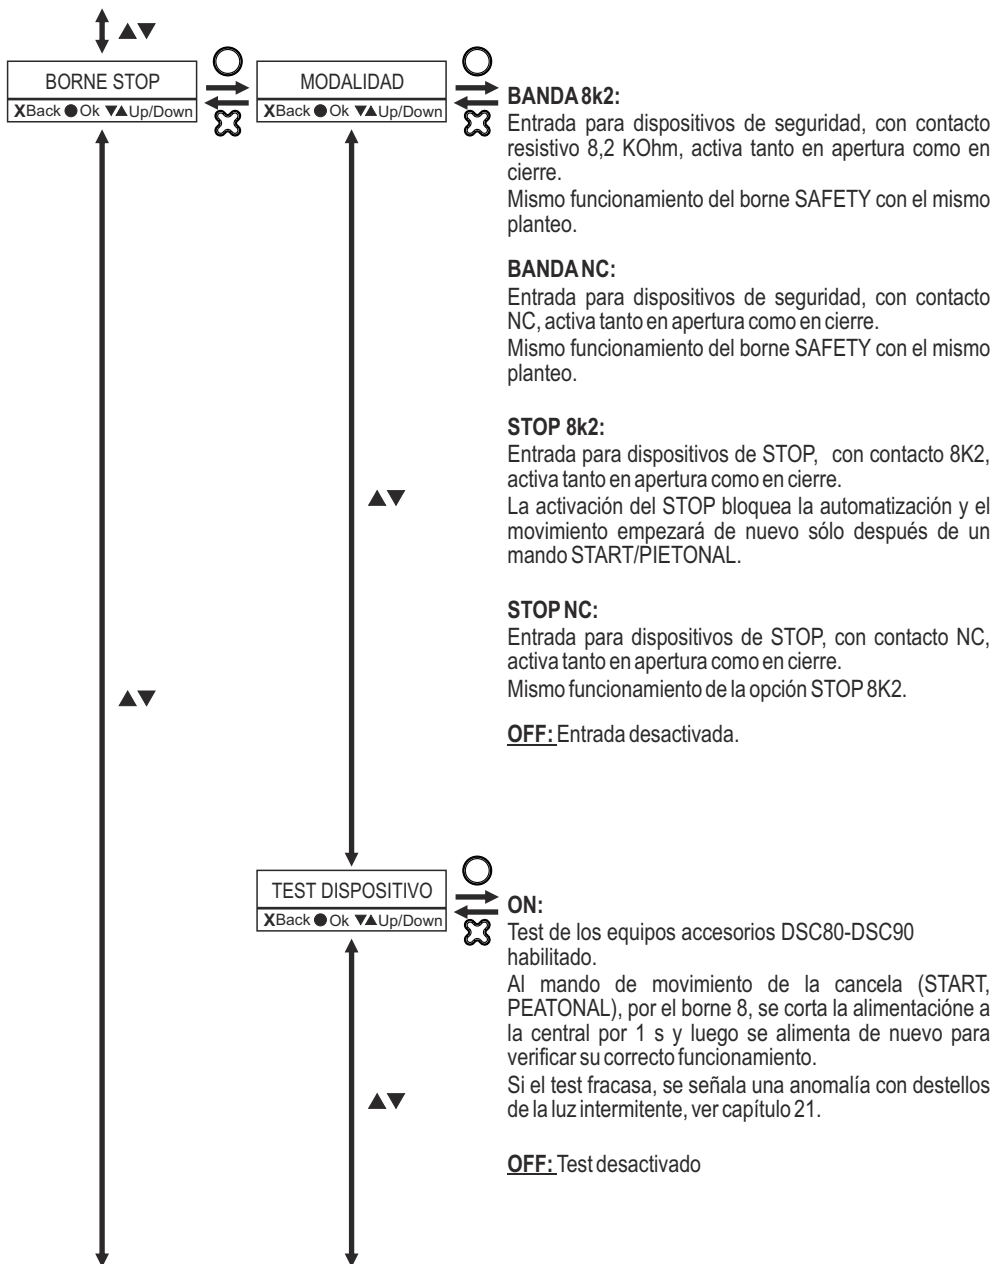 ▲▼
BORNE STOP
XBack ● Ok ▼▲Up/Down
MODALIDAD
XBack ● Ok ▼▲Up/Down
BANDA 8k2:
Entrada para dispositivos de seguridad, con contacto
resistivo 8,2 KOhm, activa tanto en apertura como en
cierre.
Mismo funcionamiento del borne SAFETY con el mismo
planteo.
BANDA NC:
Entrada para dispositivos de seguridad, con contacto
NC, activa tanto en apertura como en cierre.
Mismo funcionamiento del borne SAFETY con el mismo
planteo.
STOP 8k2:
Entrada para dispositivos de STOP, con contacto 8K2,
activa tanto en apertura como en cierre.
La activación del STOP bloquea la automatización y el
movimiento empezará de nuevo sólo después de un
mando START/PIETONAL.
▲▼
STOP NC:
Entrada para dispositivos de STOP, con contacto NC,
activa tanto en apertura como en cierre.
Mismo funcionamiento de la opción STOP 8K2.
▲▼
OFF: Entrada desactivada.
TEST DISPOSITIVO
XBack ● Ok ▼▲Up/Down
ON:
Test de los equipos accesorios DSC80-DSC90
habilitado.
Al mando de movimiento de la cancela (START,
PEATONAL), por el borne 8, se corta la alimentacióne a
la central por 1 s y luego se alimenta de nuevo para
verificar su correcto funcionamiento.
Si el test fracasa, se señala una anomalía con destellos
de la luz intermitente, ver capítulo 21.
▲▼
OFF: Test desactivado